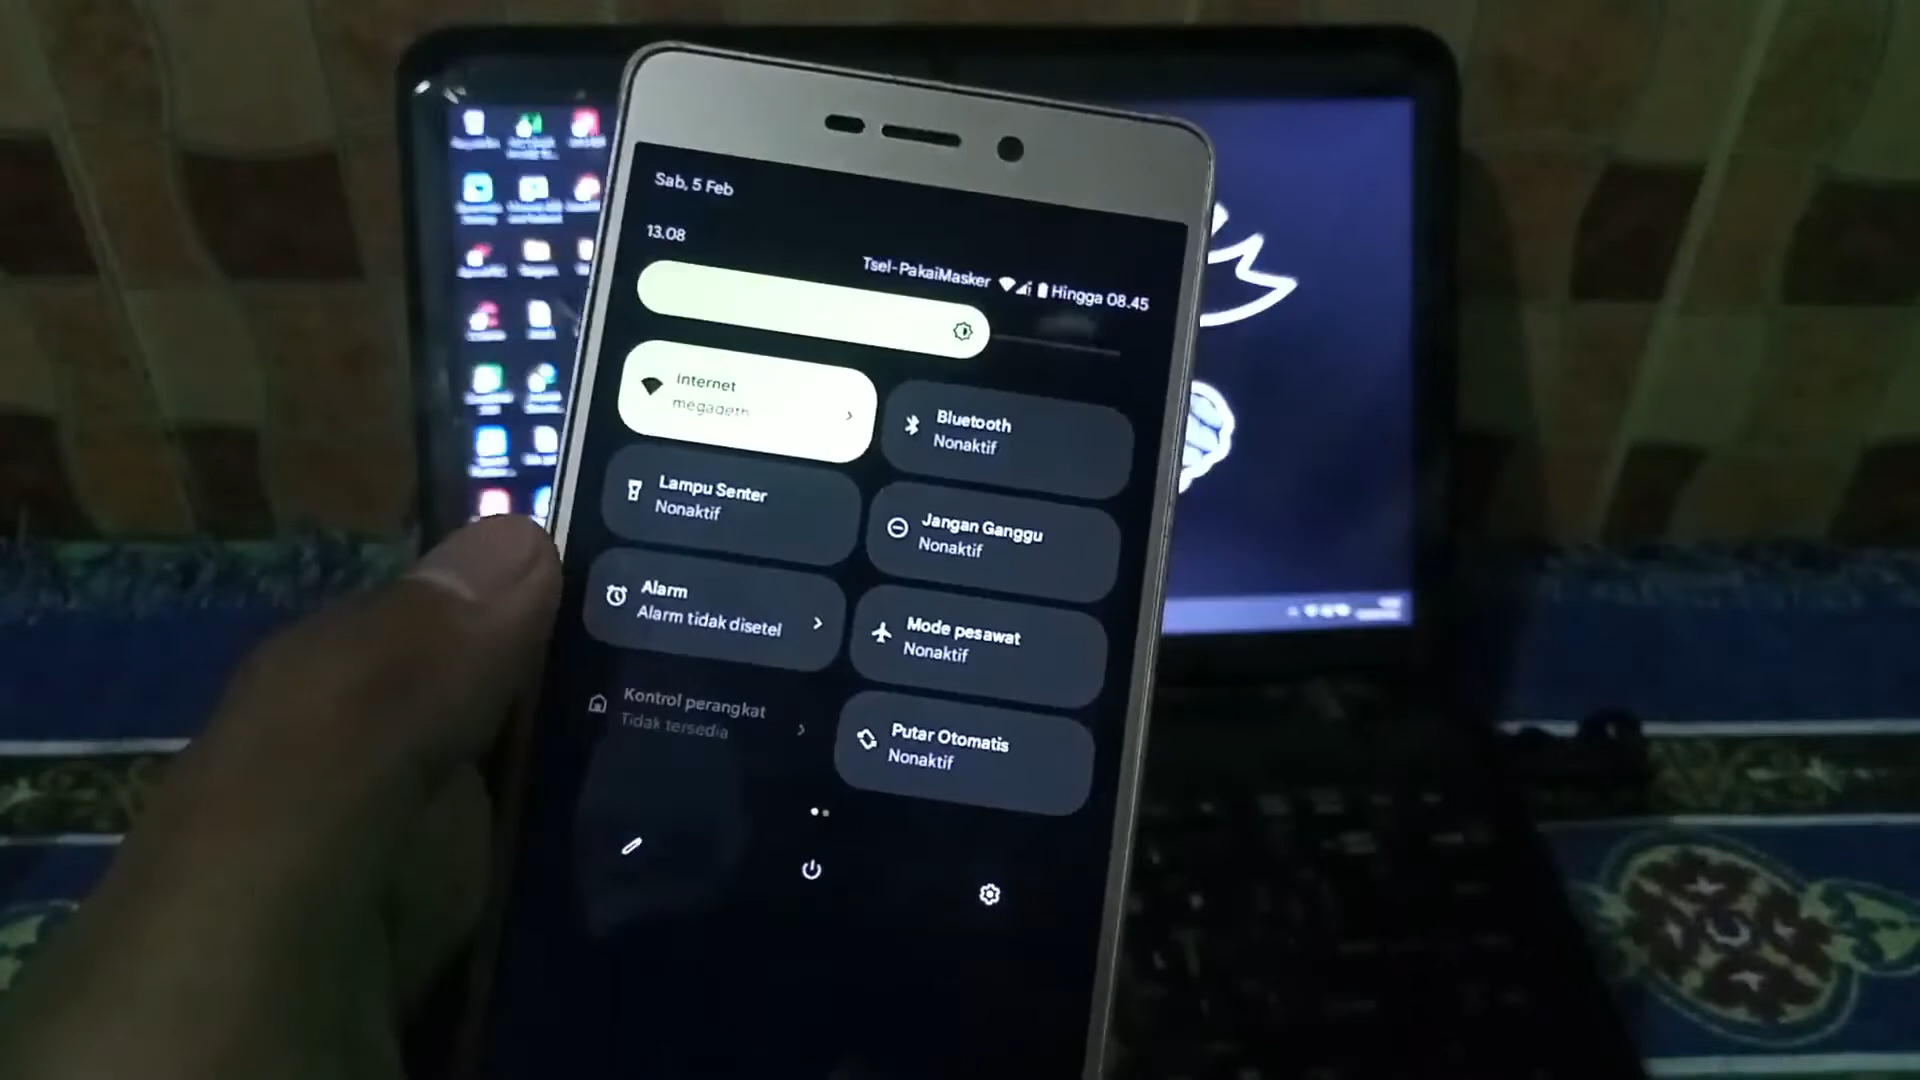 Sab, 5 Feb
13.08
Tsel-PakaiMasker Hingga 08.45
Internet
megadeth
Bluetooth
Nonaktif
Lampu Senter
Nonaktif
Jangan Ganggu
Nonaktif
Alarm
Alarm tidak disetel
Mode pesawat
Nonaktif
Kontrol perangkat
Tidak tersedia
Putar Otomatis
Nonaktif